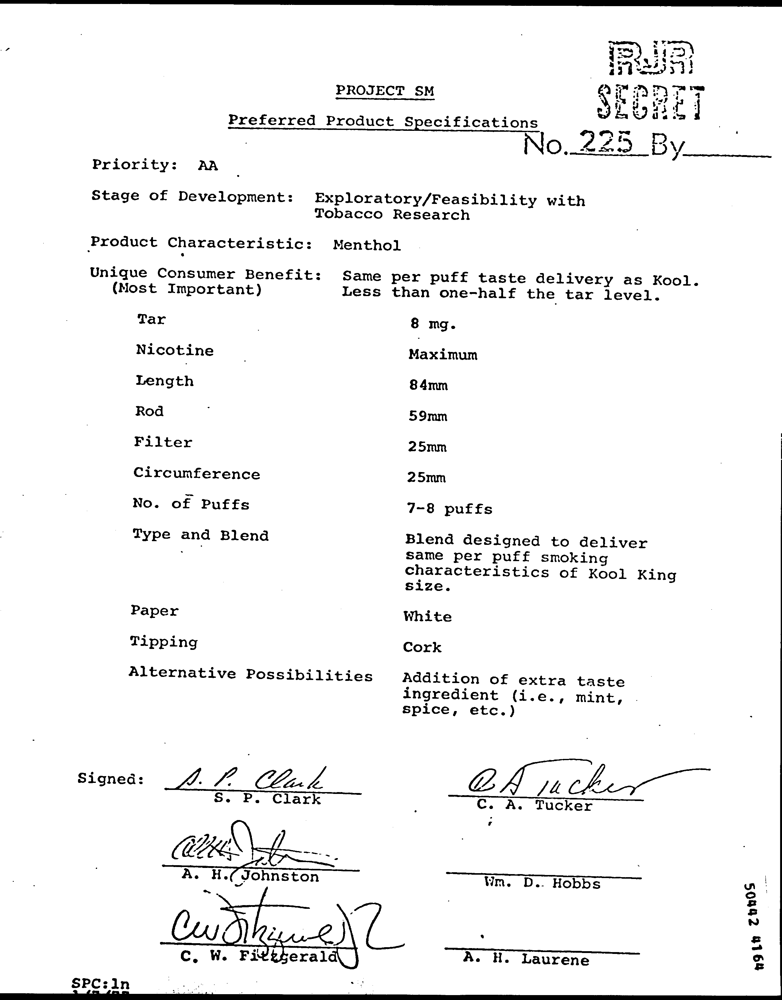 RJR
SECRET
PROJECT SM
Preferred Product Specifications
No. 225 By
Priority: AA
Stage of Development: Exploratory/Feasibility with
Tobacco Research
Product Characteristic: Menthol
Unique Consumer Benefit: Same per puff taste delivery as Kool.
(Most Important) Less than one-half the tar level.
Tar 8 mg.
Nicotine Maximum
Length 84mm
Rod 59mm
Filter 25mm
Circumference 25mm
No. of Puffs 7-8 puffs
Type and Blend Blend designed to deliver
same per puff smoking
characteristics of Kool King
size.
Paper White
Tipping Cork
Alternative Possibilities Addition of extra taste
ingredient (i.e., mint,
spice, etc.)
Signed: S. P. Clark C A Tucker
S. P. Clark C. A. Tucker
A. H. Johnston Wm. D. Hobbs
C. W. Fitzgerald A. H. Laurene
SPC:ln
50442 4164